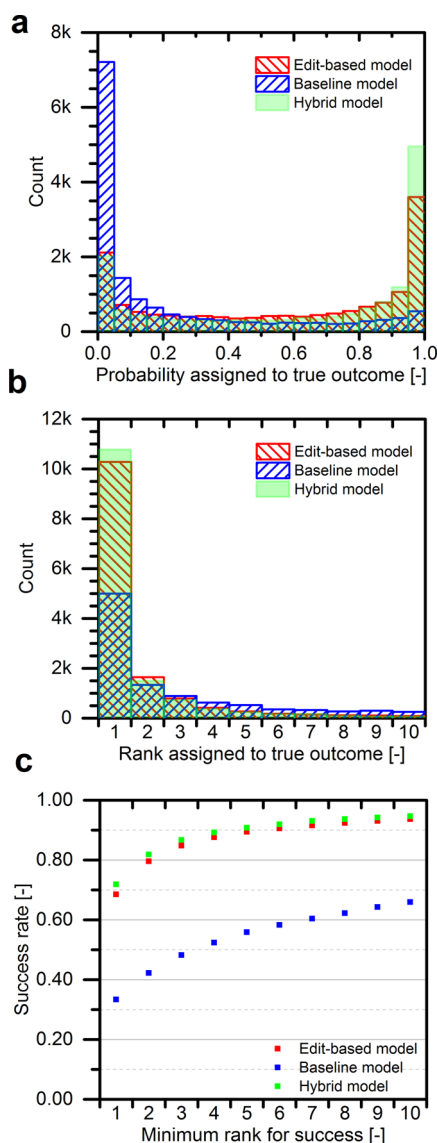 a
8k
6k
4k
2k
0
Count
Edit-based model
Baseline model
Hybrid model
0.0 0.2 0.4 0.6 0.8 1.0
Probability assigned to true outcome [-]
b
12k
10k
8k
6k
4k
2k
0
Count
Edit-based model
Baseline model
Hybrid model
1 2 3 4 5 6 7 8 9 10
Rank assigned to true outcome [-]
c
1.00
0.80
0.60
0.40
0.20
0.00
Success rate [-]
Edit-based model
Baseline model
Hybrid model
1 2 3 4 5 6 7 8 9 10
Minimum rank for success [-]